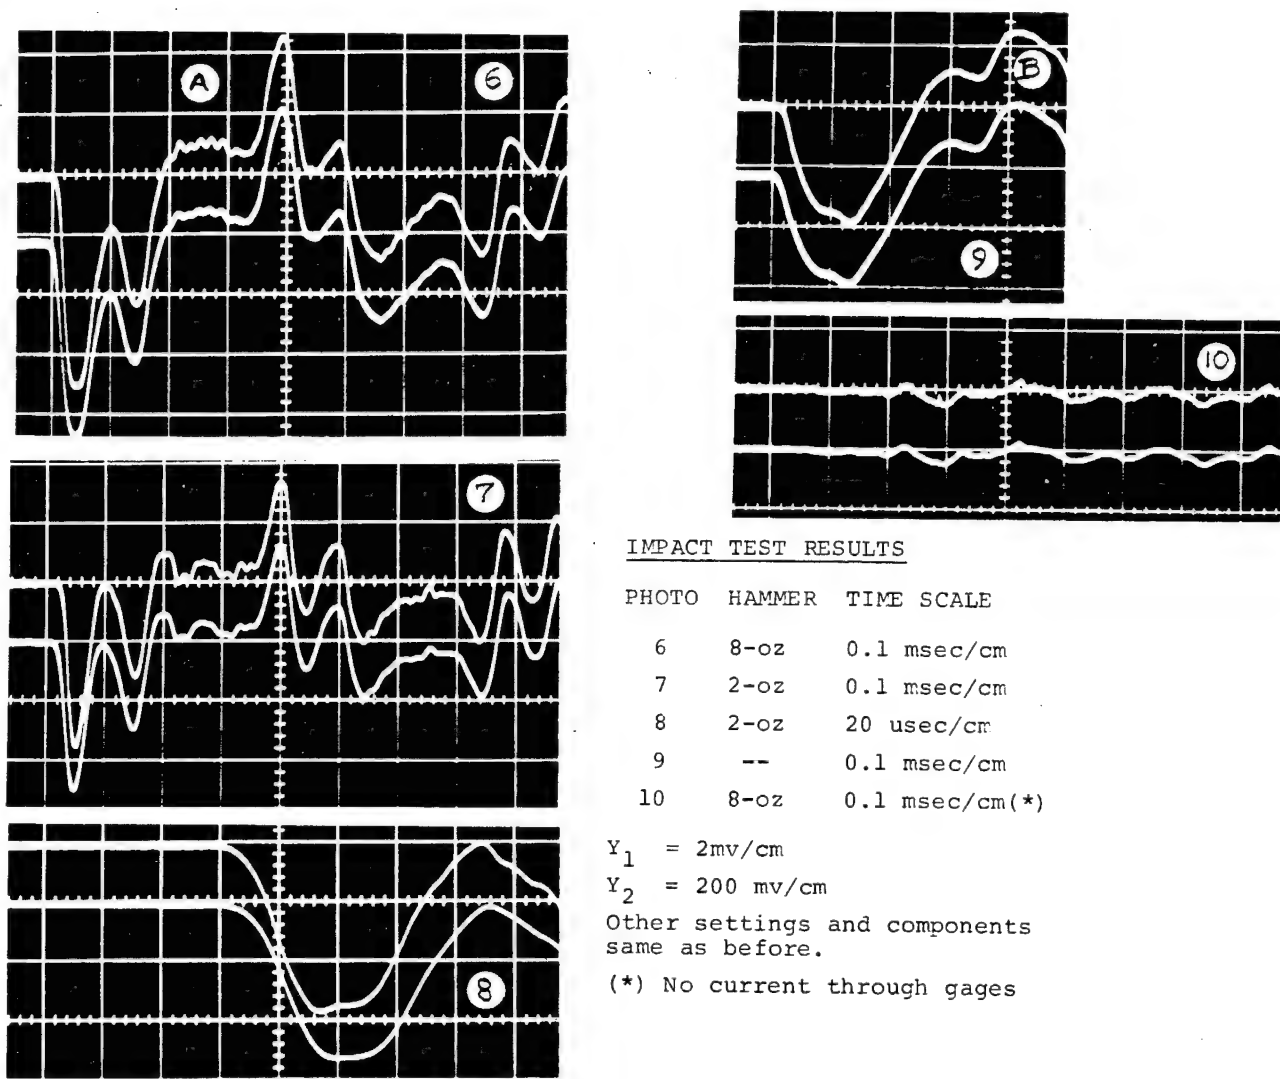 A
6
B
9
10
7
8
IMPACT TEST RESULTS
PHOTO HAMMER TIME SCALE
6 8-oz 0.1 msec/cm
7 2-oz 0.1 msec/cm
8 2-oz 20 usec/cm
9 -- 0.1 msec/cm
10 8-oz 0.1 msec/cm(*)
Y1 = 2mv/cm
Y2 = 200 mv/cm
Other settings and components
same as before.
(*) No current through gages